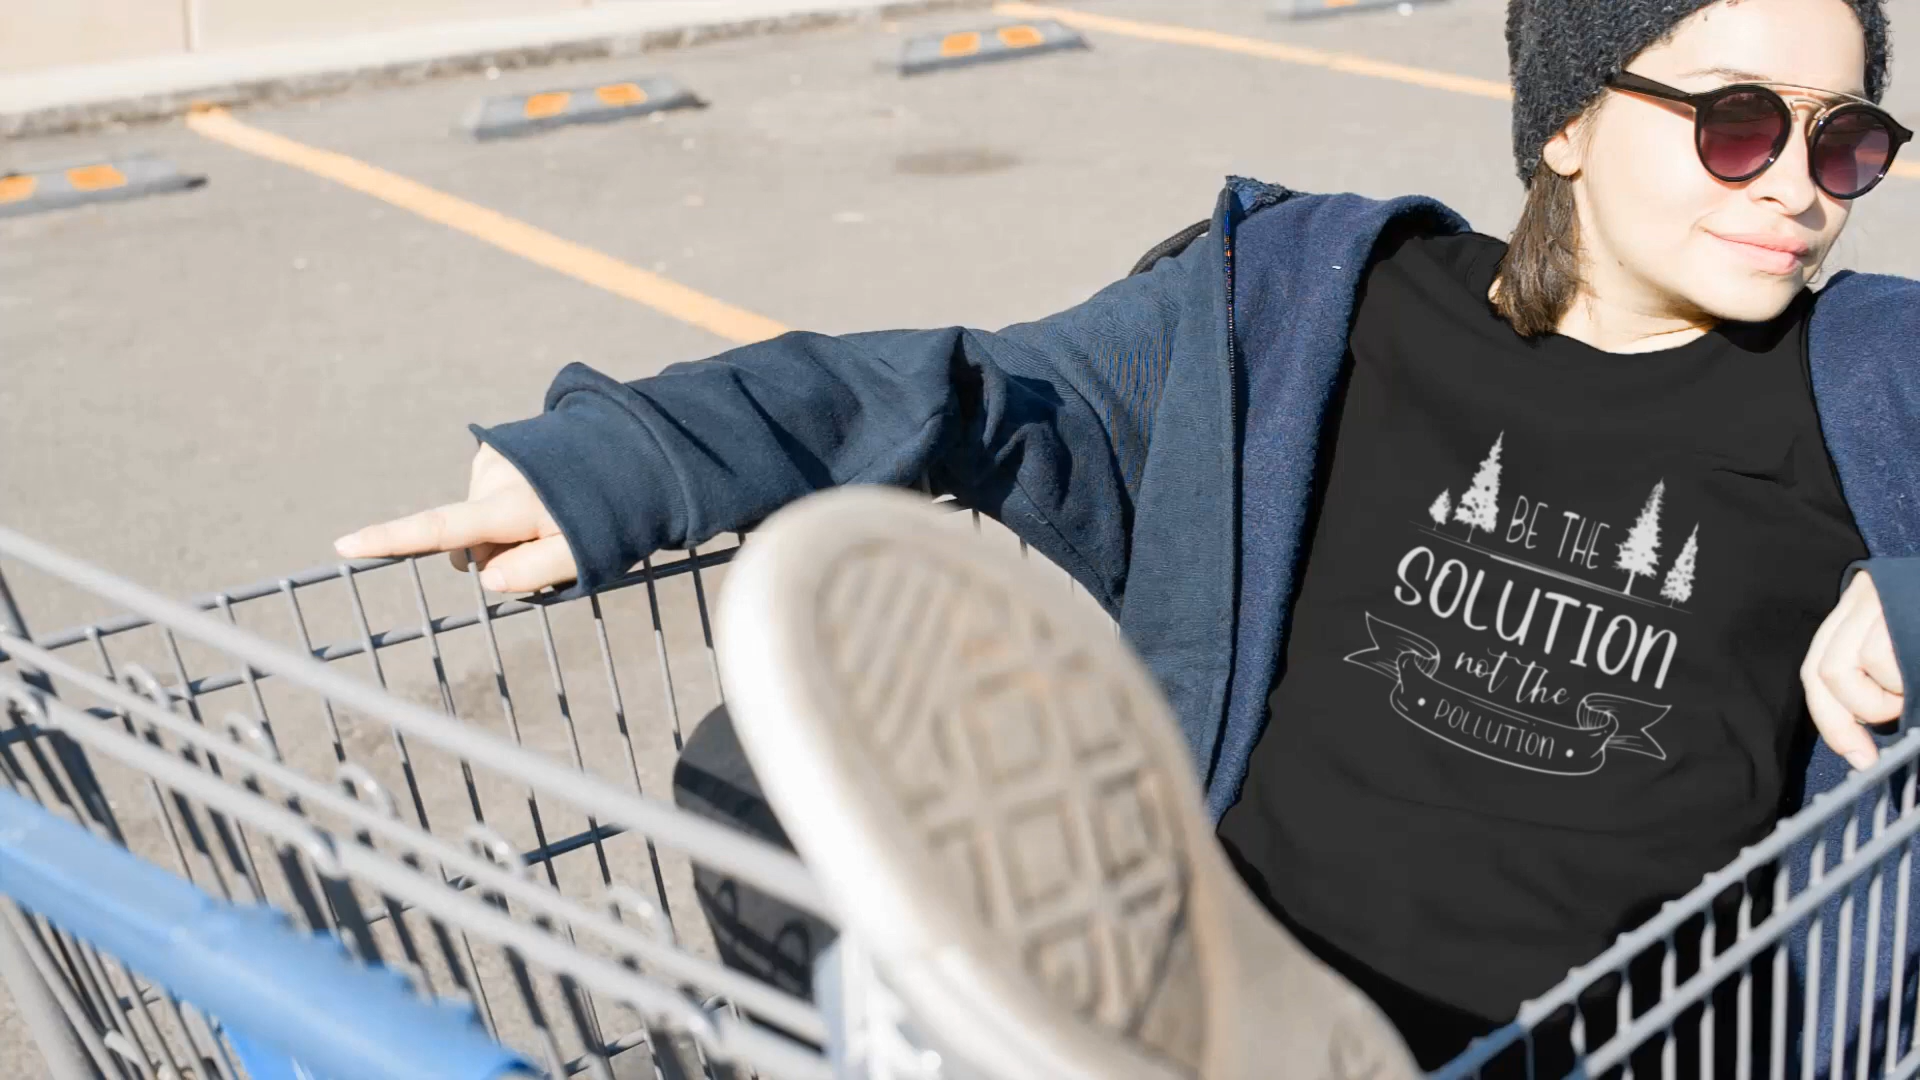 BE THE
SOLUTION
not the
• POLLUTION •